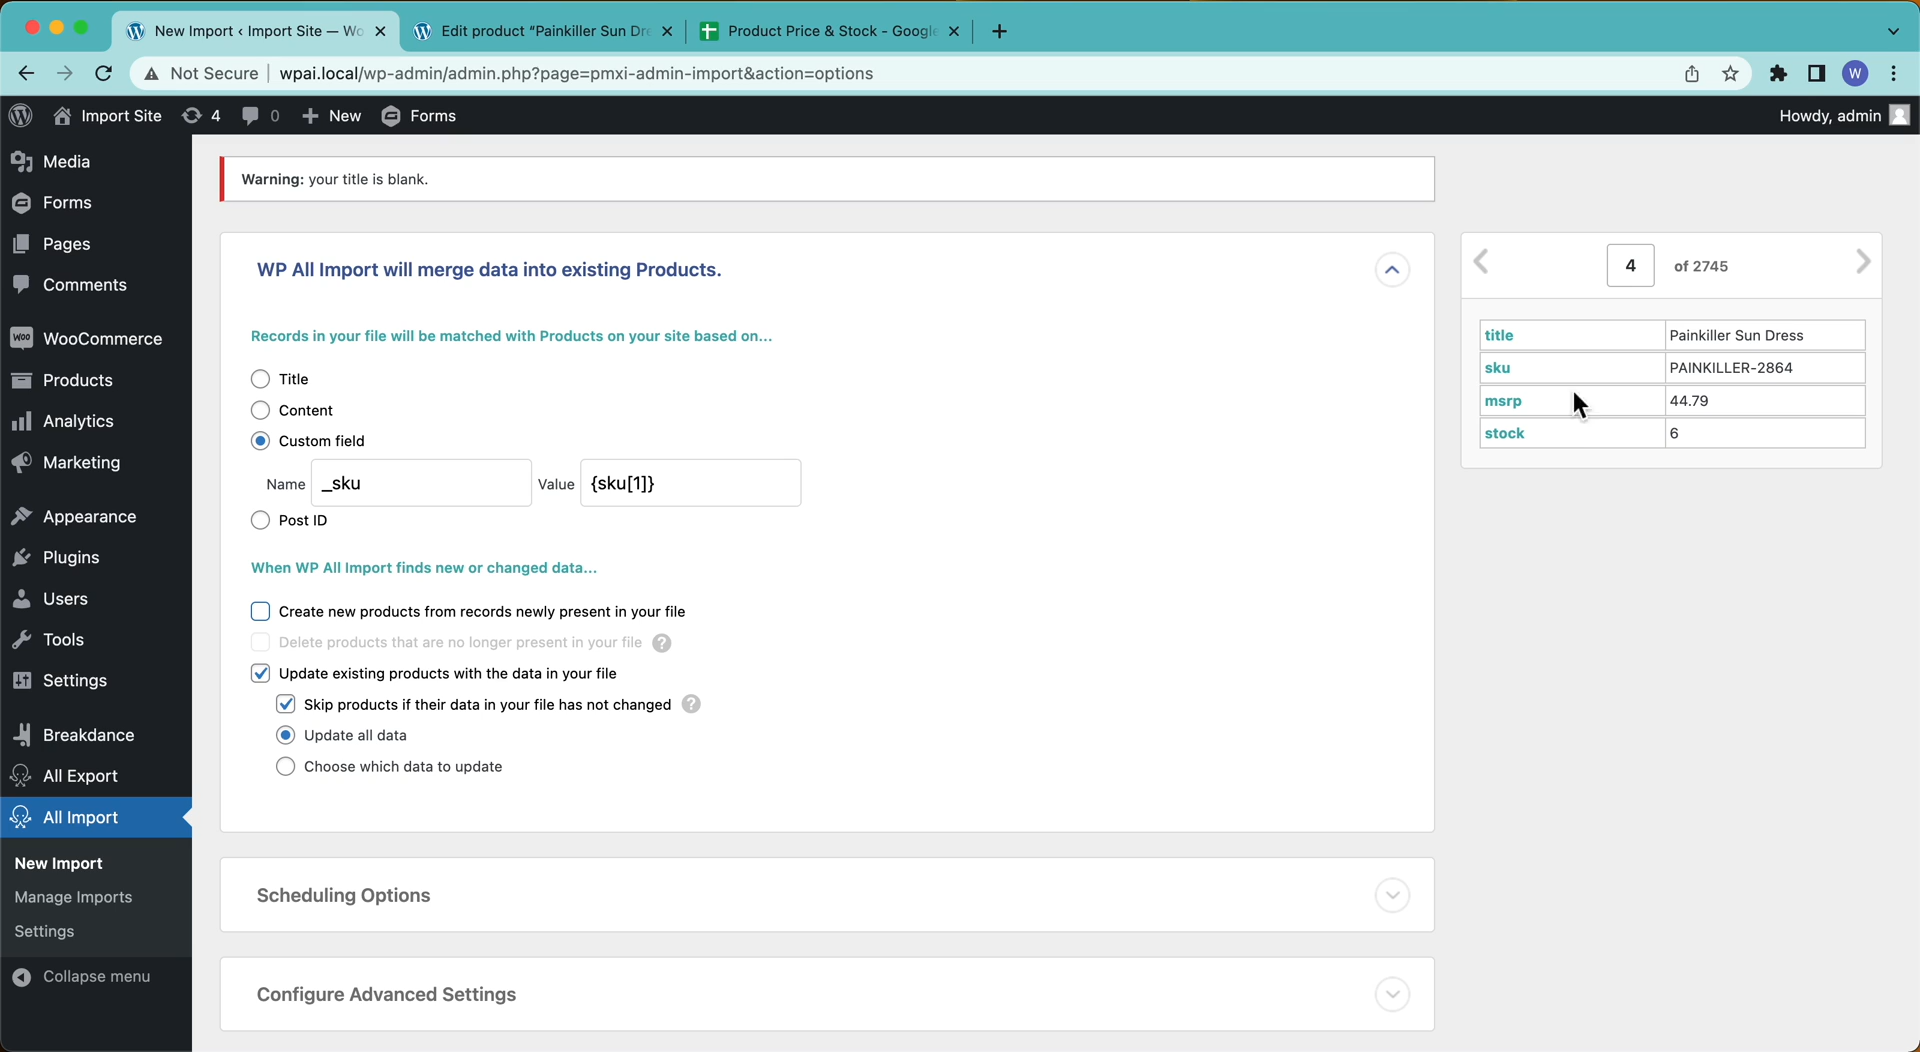 New Import ‹ Import Site — Wo
Edit product "Painkiller Sun Dre
Product Price & Stock - Google
Not Secure
wpai.local/wp-admin/admin.php?page=pmxi-admin-import&action=options
W
Import Site
4
0
New
Forms
Howdy, admin
Media
Forms
Pages
Comments
WooCommerce
Products
Analytics
Marketing
Appearance
Plugins
Users
Tools
Settings
Breakdance
All Export
All Import
New Import
Manage Imports
Settings
Collapse menu
Warning: your title is blank.
WP All Import will merge data into existing Products.
Records in your file will be matched with Products on your site based on...
Title
Content
Custom field
Name _sku Value {sku[1]}
Post ID
When WP All Import finds new or changed data...
Create new products from records newly present in your file
Delete products that are no longer present in your file ?
Update existing products with the data in your file
Skip products if their data in your file has not changed ?
Update all data
Choose which data to update
Scheduling Options
Configure Advanced Settings
4 of 2745
title Painkiller Sun Dress
sku PAINKILLER-2864
msrp 44.79
stock 6